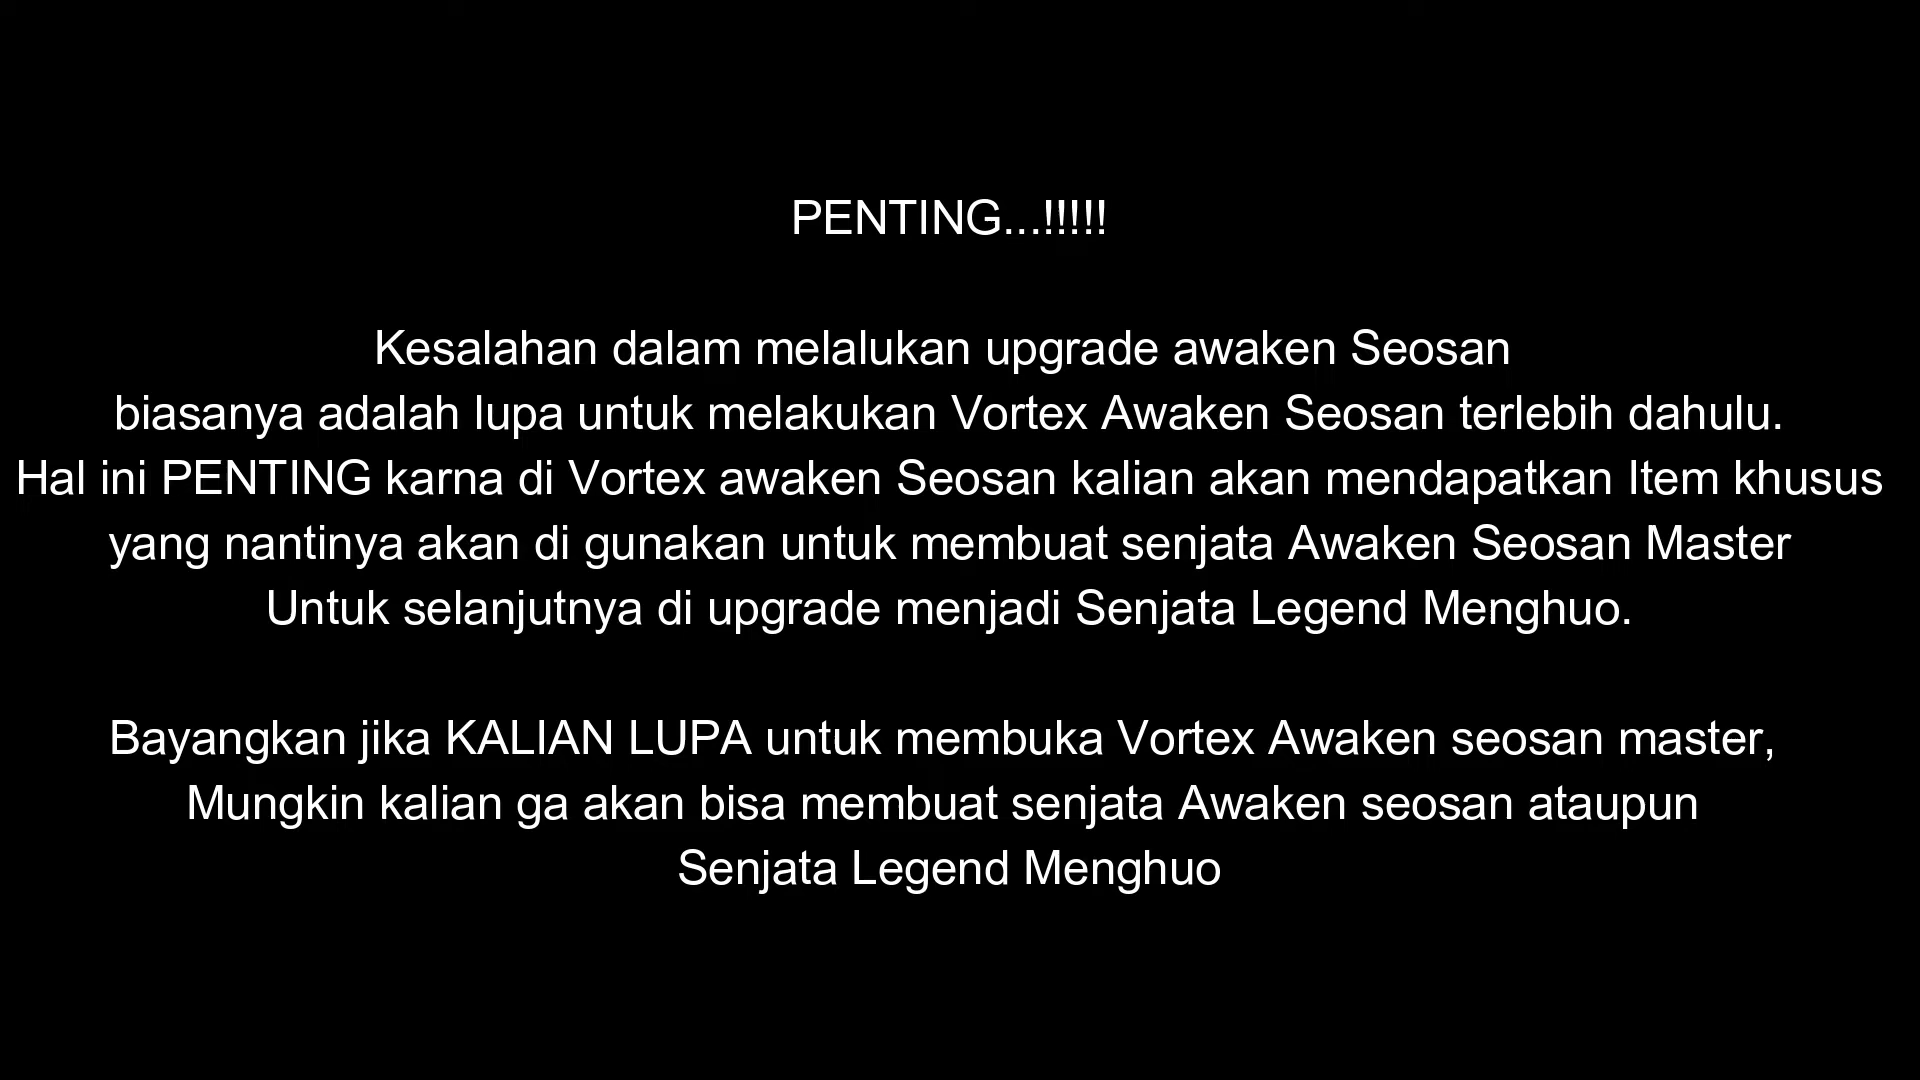 PENTING...!!!!!
Kesalahan dalam melalukan upgrade awaken Seosan
biasanya adalah lupa untuk melakukan Vortex Awaken Seosan terlebih dahulu.
Hal ini PENTING karna di Vortex awaken Seosan kalian akan mendapatkan Item khusus
yang nantinya akan di gunakan untuk membuat senjata Awaken Seosan Master
Untuk selanjutnya di upgrade menjadi Senjata Legend Menghuo.
Bayangkan jika KALIAN LUPA untuk membuka Vortex Awaken seosan master,
Mungkin kalian ga akan bisa membuat senjata Awaken seosan ataupun
Senjata Legend Menghuo